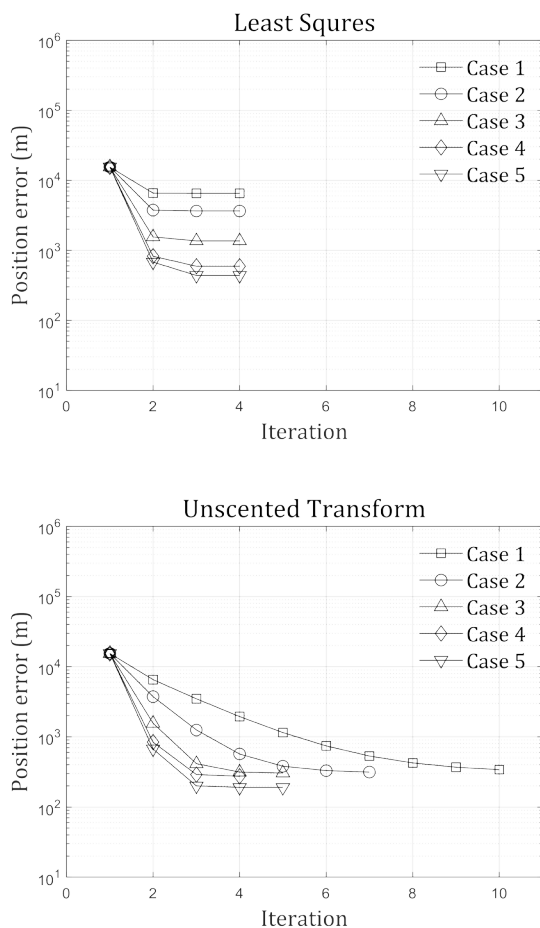 Least Squres
10^6
10^5
10^4
10^3
10^2
10^1
Position error (m)
Case 1
Case 2
Case 3
Case 4
Case 5
0 2 4 6 8 10
Iteration
Unscented Transform
10^6
10^5
10^4
10^3
10^2
10^1
Position error (m)
Case 1
Case 2
Case 3
Case 4
Case 5
0 2 4 6 8 10
Iteration